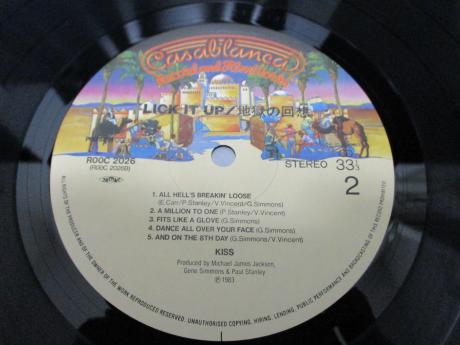 Casablanca
Record and FilmWorks
LICK IT UP/地獄の回想
R00C 2026
(R00C 2026B)
STEREO 33 1/3
2
1. ALL HELL'S BREAKIN' LOOSE
(E.Carr/P.Stanley/V.Vincent/G.Simmons)
2. A MILLION TO ONE (P.Stanley/V.Vincent)
3. FITS LIKE A GLOVE (G.Simmons)
4. DANCE ALL OVER YOUR FACE (G.Simmons)
5. AND ON THE 8TH DAY (G.Simmons/V.Vincent)
KISS
Produced by Michael James Jackson,
Gene Simmons & Paul Stanley
℗1983
ALL RIGHTS OF THE PRODUCER AND OF THE OWNER OF THE WORK REPRODUCED RESERVED. UNAUTHORISED COPYING, HIRING, LENDING, PUBLIC PERFORMANCE AND BROADCASTING OF THIS RECORD PROHIBITED